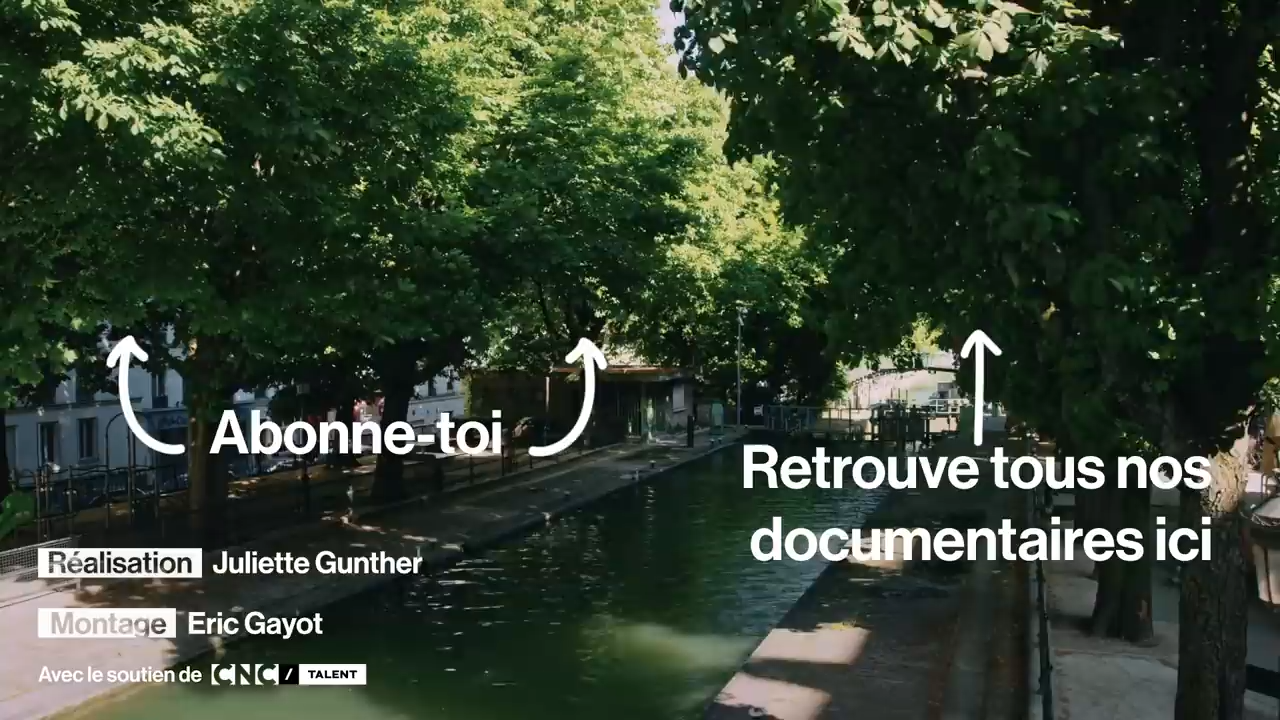 Abonne-toi
Retrouve tous nos
documentaires ici
Réalisation Juliette Gunther
Montage Eric Gayot
Avec le soutien de CNC/ TALENT